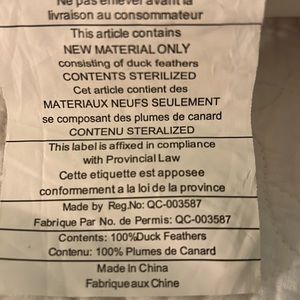 Ne pas enlever avant la
livraison au consommateur
This article contains
NEW MATERIAL ONLY
consisting of duck feathers
CONTENTS STERILIZED
Cet article contient des
MATERIAUX NEUFS SEULEMENT
se composant des plumes de canard
CONTENU STERALIZED
This label is affixed in compliance
with Provincial Law
Cette etiquette est apposee
conformement a la loi de la province
Made by Reg.No: QC-003587
Fabrique Par No. de Permis: QC-003587
Contents: 100%Duck Feathers
Contenu: 100% Plumes de Canard
Made In China
Fabrique aux Chine